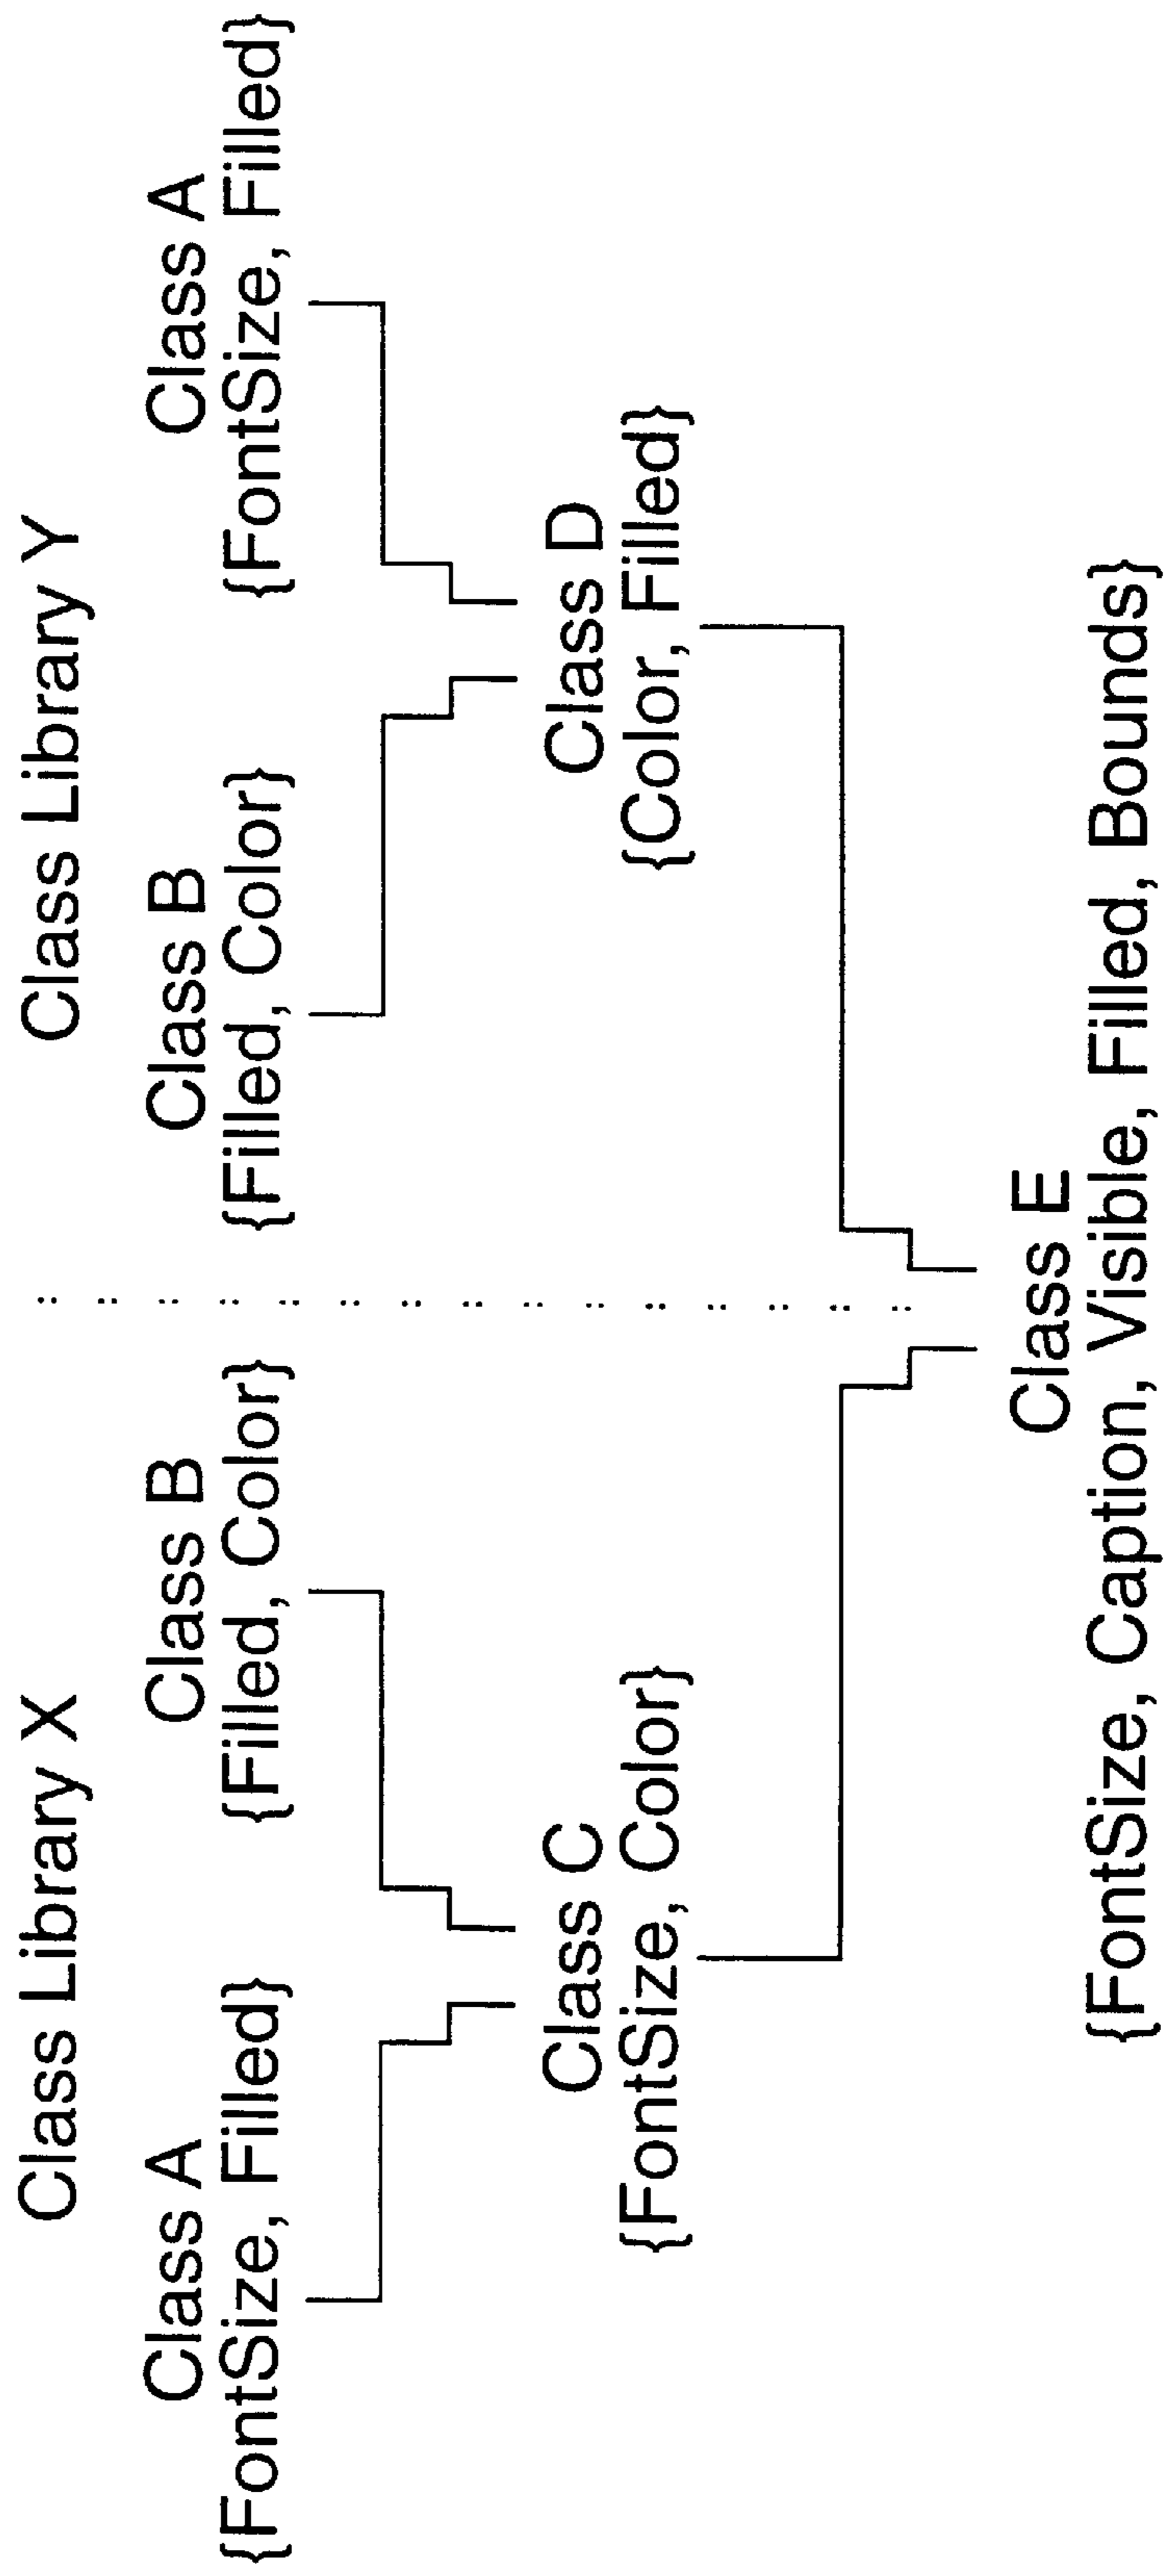 Class Library X
Class Library Y
Class A
{FontSize, Filled}
Class B
{Filled, Color}
Class B
{Filled, Color}
Class A
{FontSize, Filled}
Class C
{FontSize, Color}
Class D
{Color, Filled}
Class E
{FontSize, Caption, Visible, Filled, Bounds}